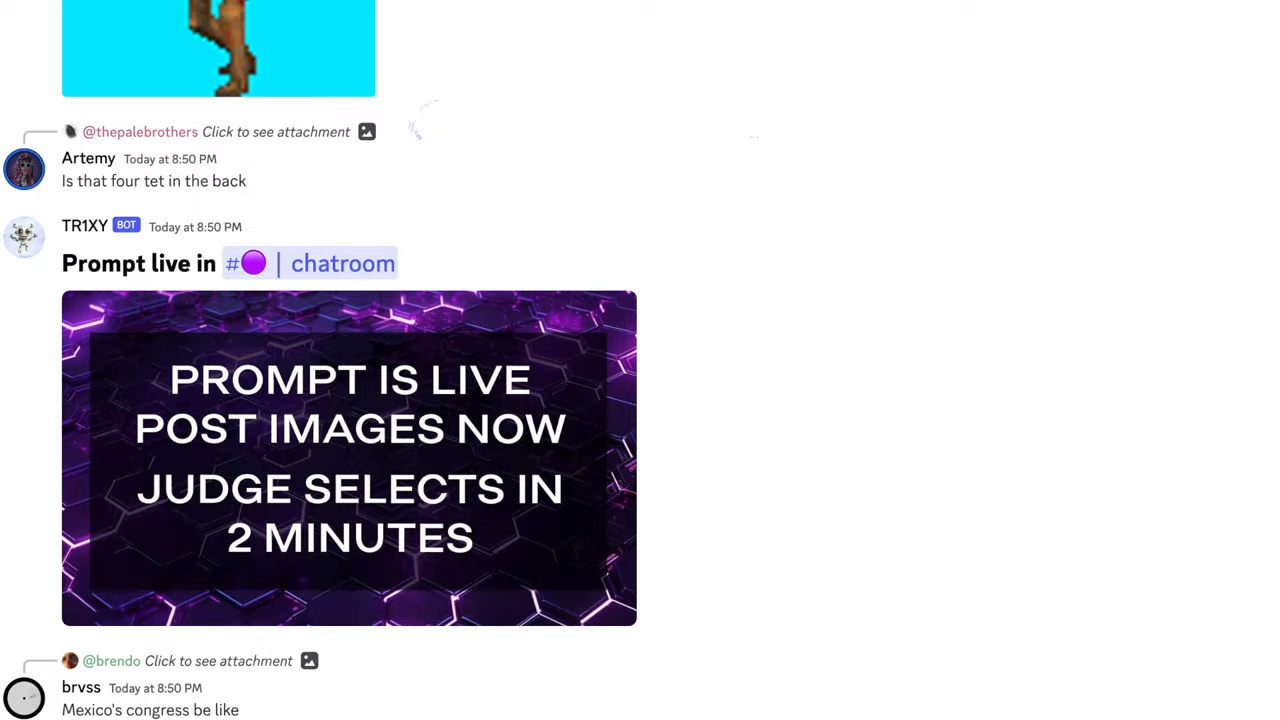 @thepalebrothers Click to see attachment
Artemy Today at 8:50 PM
Is that four tet in the back
TR1XY BOT Today at 8:50 PM
Prompt live in #🟣 | chatroom
PROMPT IS LIVE
POST IMAGES NOW
JUDGE SELECTS IN
2 MINUTES
@brendo Click to see attachment
brvss Today at 8:50 PM
Mexico's congress be like